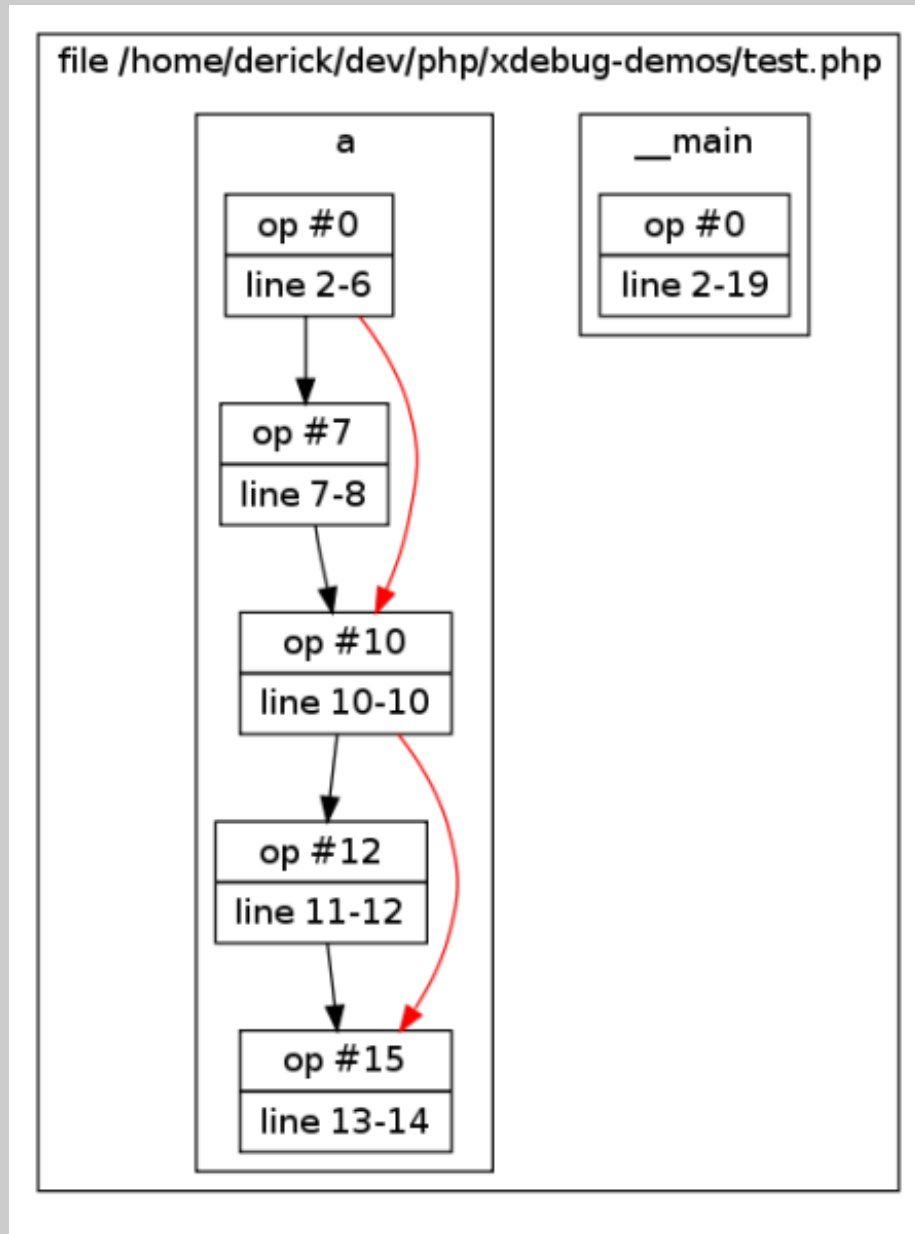 file /home/derick/dev/php/xdebug-demos/test.php
a
op #0
line 2-6
op #7
line 7-8
op #10
line 10-10
op #12
line 11-12
op #15
line 13-14
__main
op #0
line 2-19